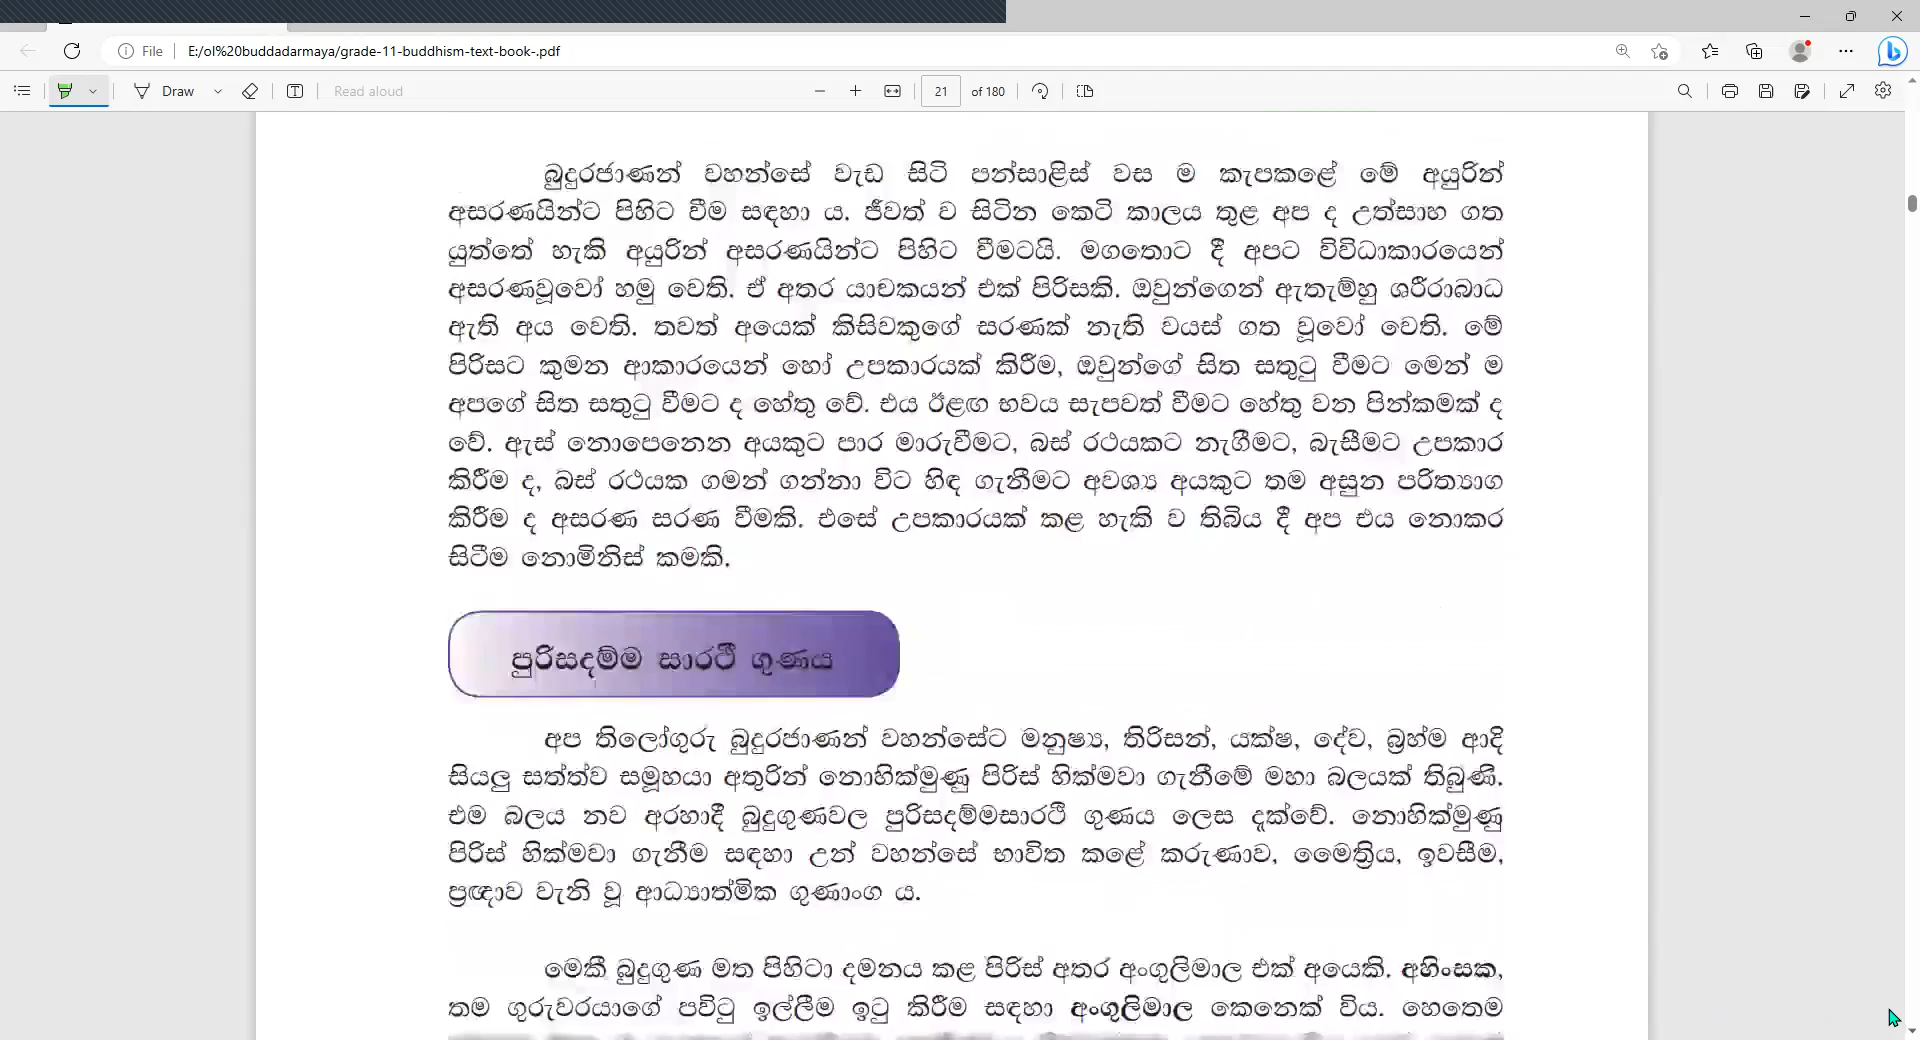 File
E:/ol%20buddadarmaya/grade-11-buddhism-text-book-.pdf
Draw
Read aloud
21 of 180
බුදුරජාණන් වහන්සේ වැඩ සිටි පන්සාළිස් වස ම කැපකළේ මේ අයුරින්
අසරණයින්ට පිහිට වීම සඳහා ය. ජීවත් ව සිටින කෙටි කාලය තුළ අප ද උත්සාහ ගත
යුත්තේ හැකි අයුරින් අසරණයින්ට පිහිට වීමටයි. මගතොට දී අපට විවිධාකාරයෙන්
අසරණවූවෝ හමු වෙති. ඒ අතර යාචකයන් එක් පිරිසකි. ඔවුන්ගෙන් ඇතැම්හු ශරීරාබාධ
ඇති අය වෙති. තවත් අයෙක් කිසිවකුගේ සරණක් නැති වයස් ගත වූවෝ වෙති. මේ
පිරිසට කුමන ආකාරයෙන් හෝ උපකාරයක් කිරීම, ඔවුන්ගේ සිත සතුටු වීමට මෙන් ම
අපගේ සිත සතුටු වීමට ද හේතු වේ. එය ඊළඟ භවය සැපවත් වීමට හේතු වන පින්කමක් ද
වේ. ඇස් නොපෙනෙන අයකුට පාර මාරුවීමට, බස් රථයකට නැගීමට, බැසීමට උපකාර
කිරීම ද, බස් රථයක ගමන් ගන්නා විට හිඳ ගැනීමට අවශ්‍ය අයකුට තම අසුන පරිත්‍යාග
කිරීම ද අසරණ සරණ වීමකි. එසේ උපකාරයක් කළ හැකි ව තිබිය දී අප එය නොකර
සිටීම නොමිනිස් කමකි.
පුරිසදම්ම සාරථී ගුණය
අප තිලෝගුරු බුදුරජාණන් වහන්සේට මනුෂ්‍ය, තිරිසන්, යක්ෂ, දේව, බ්‍රහ්ම ආදි
සියලු සත්ත්ව සමූහයා අතුරින් නොහික්මුණු පිරිස් හික්මවා ගැනීමේ මහා බලයක් තිබුණි.
එම බලය නව අරහාදී බුදුගුණවල පුරිසදම්මසාරථී ගුණය ලෙස දැක්වේ. නොහික්මුණු
පිරිස් හික්මවා ගැනීම සඳහා උන් වහන්සේ භාවිත කළේ කරුණාව, මෛත්‍රිය, ඉවසීම,
ප්‍රඥාව වැනි වූ ආධ්‍යාත්මික ගුණාංග ය.
මෙකී බුදුගුණ මත පිහිටා දමනය කළ පිරිස් අතර අංගුලිමාල එක් අයෙකි. අහිංසක,
තම ගුරුවරයාගේ පවිටු ඉල්ලීම ඉටු කිරීම සඳහා අංගුලිමාල කෙනෙක් විය. හෙතෙම